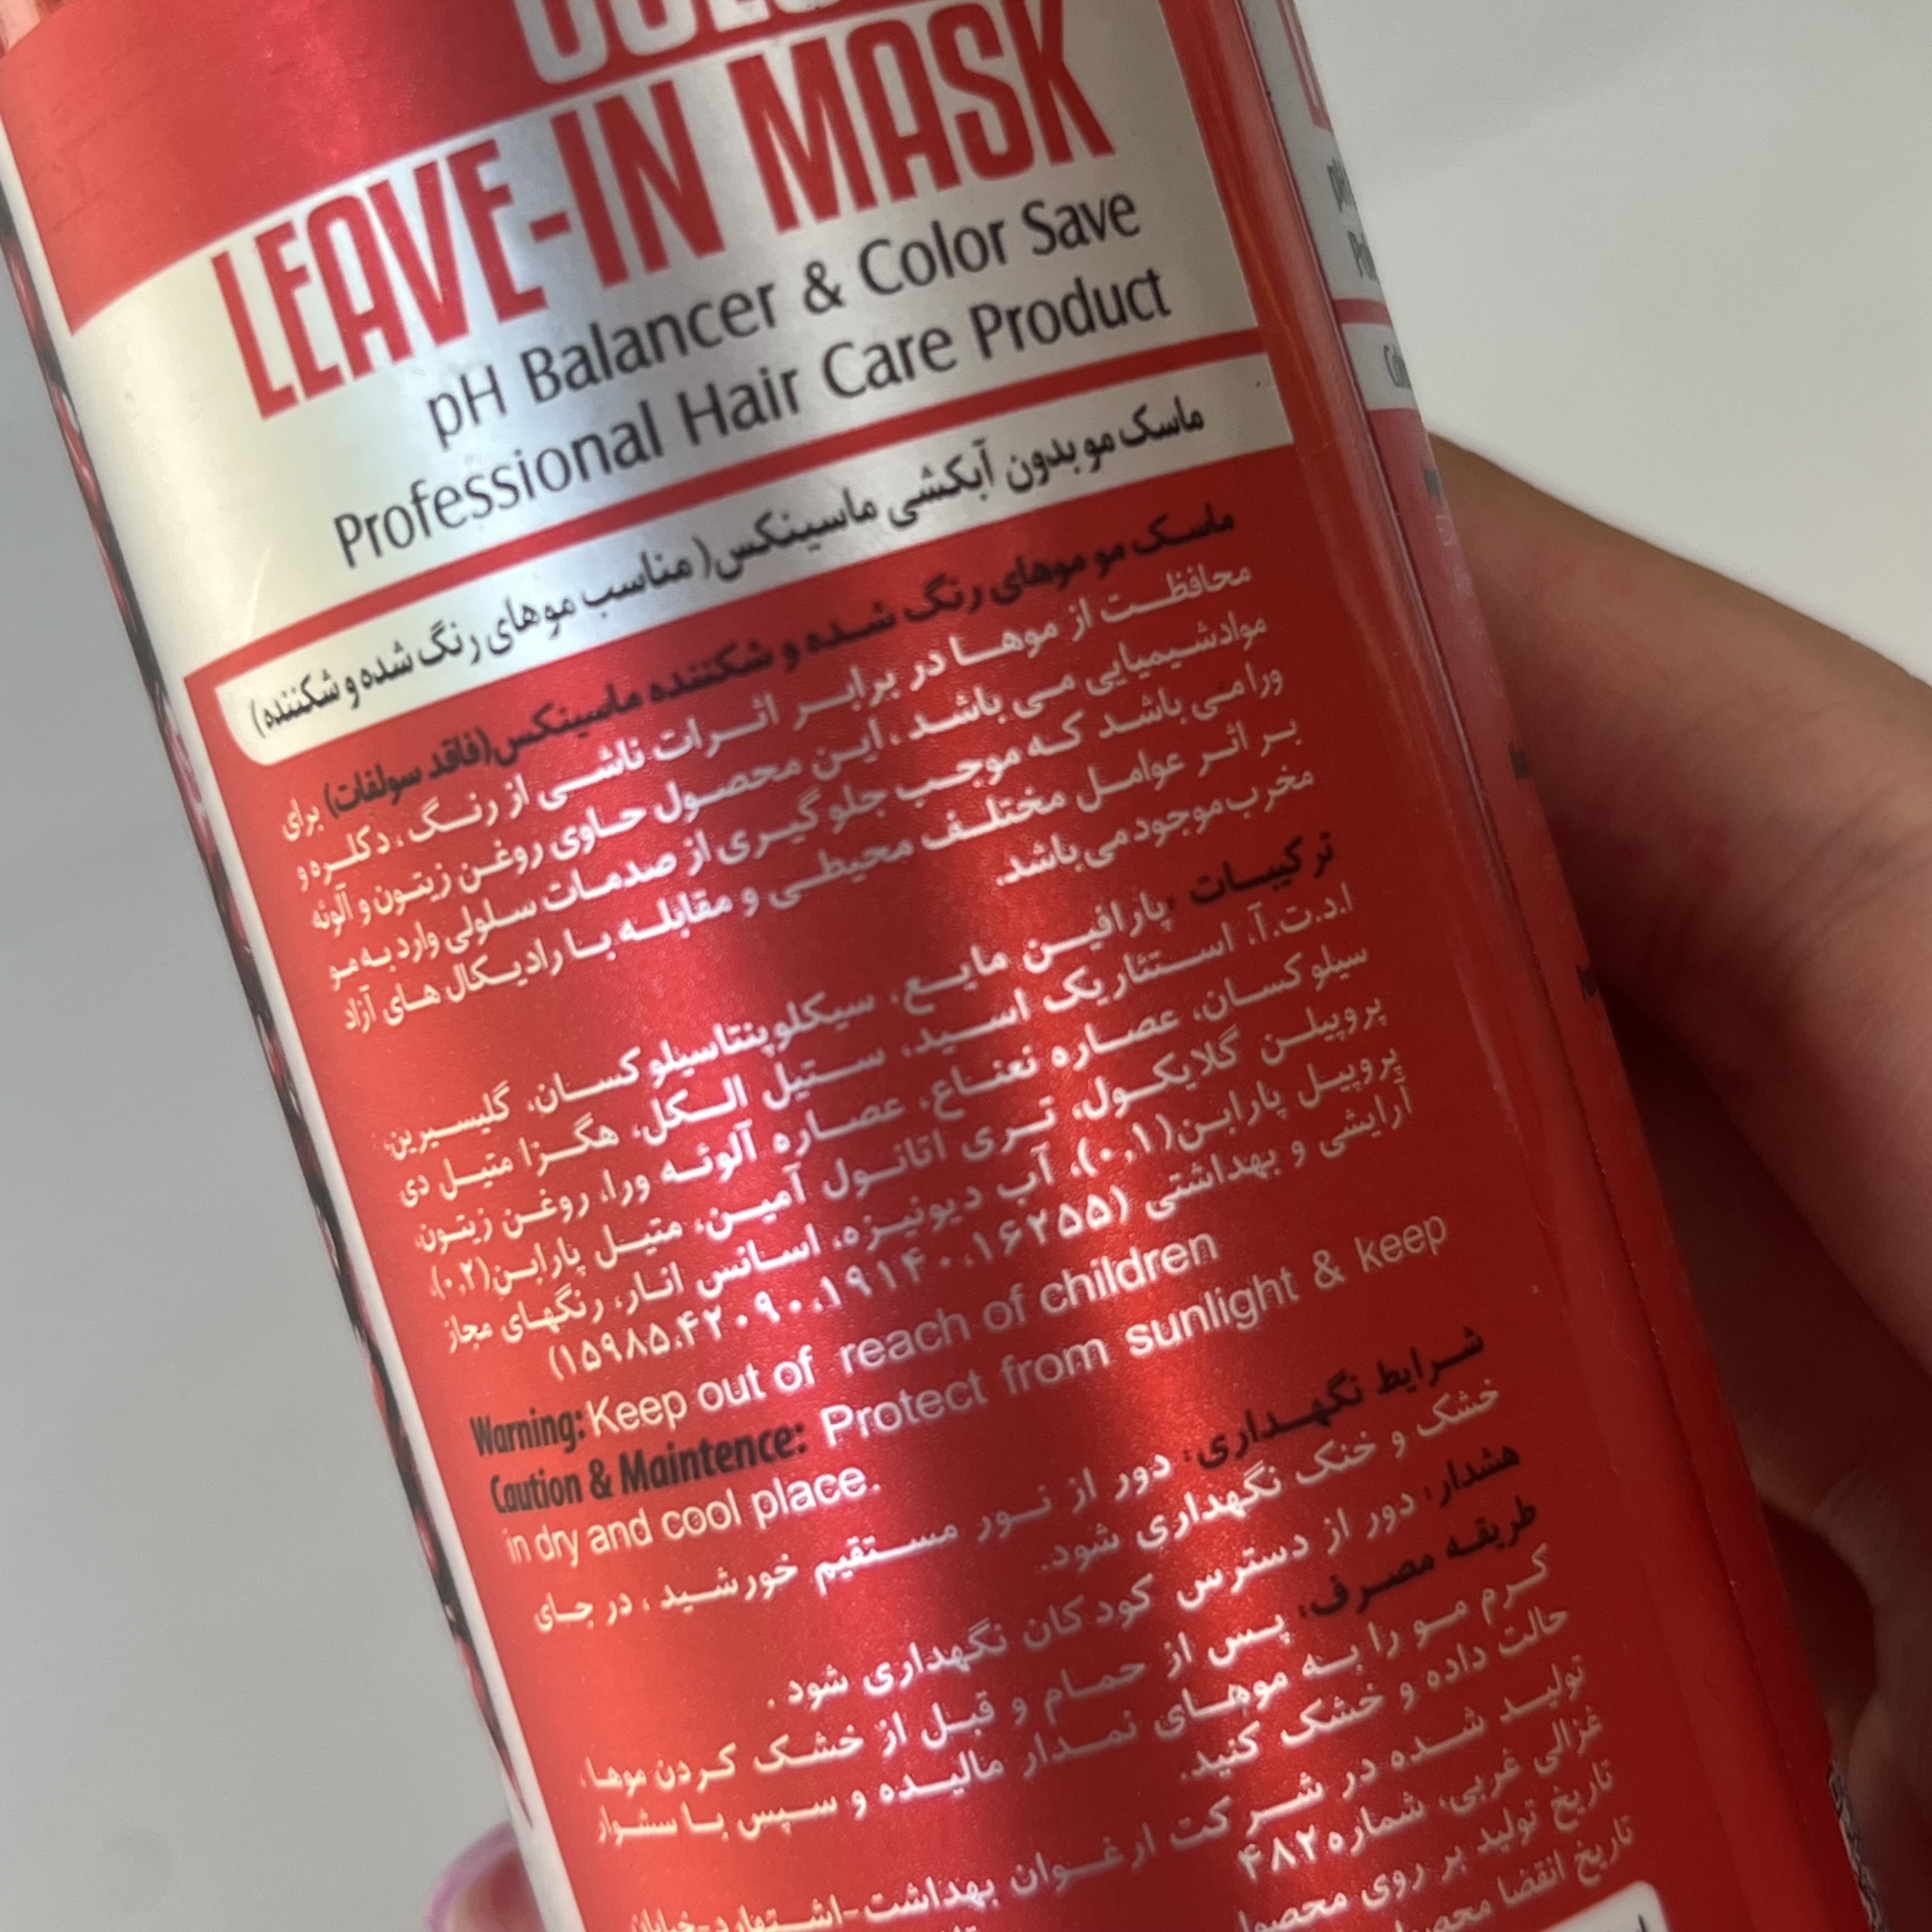 LEAVE-IN MASK
pH Balancer & Color Save
Professional Hair Care Product
ماسک مو بدون آبکشی ماسینکس( مناسب موهای رنگ شده و شکننده)
ماسک مو موهای رنگ شده و شکننده ماسینکس(فاقد سولفات) برای
محافظت از موها در برابر اثرات ناشی از رنگ ، دکلره و
موادشیمیایی می باشد ، این محصول حاوی روغن زیتون و آلوئه
ورا می باشد که موجب جلوگیری از صدمات سلولی وارد به مو
بر اثر عوامل مختلف محیطی و مقابله با رادیکال های آزاد
مخرب موجود می باشد.
ترکیبات :پارافین مایع، سیکلوپنتاسیلوکسان، گلیسیرین،
ا.د.ت.آ، استئاریک اسید، ستیل الکل، هگزا متیل دی
سیلوکسان، عصاره نعناع، عصاره آلوئه ورا، روغن زیتون،
پروپیلن گلایکول، تری اتانول آمین، متیل پارابن(۰,۲)،
پروپیل پارابن(۰,۱)، آب دیونیزه، اسانس انار، رنگهای مجاز
آرایشی و بهداشتی (۱۵۹۸۵،۴۲۰۹۰،۱۹۱۴۰،۱۶۲۵۵)
Warning: Keep out of reach of children
Caution & Maintence: Protect from sunlight & keep
in dry and cool place.
شرایط نگهداری: دور از نور مستقیم خورشید ، در جای
خشک و خنک نگهداری شود.
هشدار: دور از دسترس کودکان نگهداری شود .
طریقه مصرف: پس از حمام و قبل از خشک کردن موها،
کرم مو را به موهای نمدار مالیده و سپس با سشوار
حالت داده و خشک کنید.
تولید شده در شرکت ارغوان بهداشت-اشتهارد-خیابان
غزالی غربی، شماره ۴۸۲
تاریخ تولید بر روی محصول
تاریخ انقضا